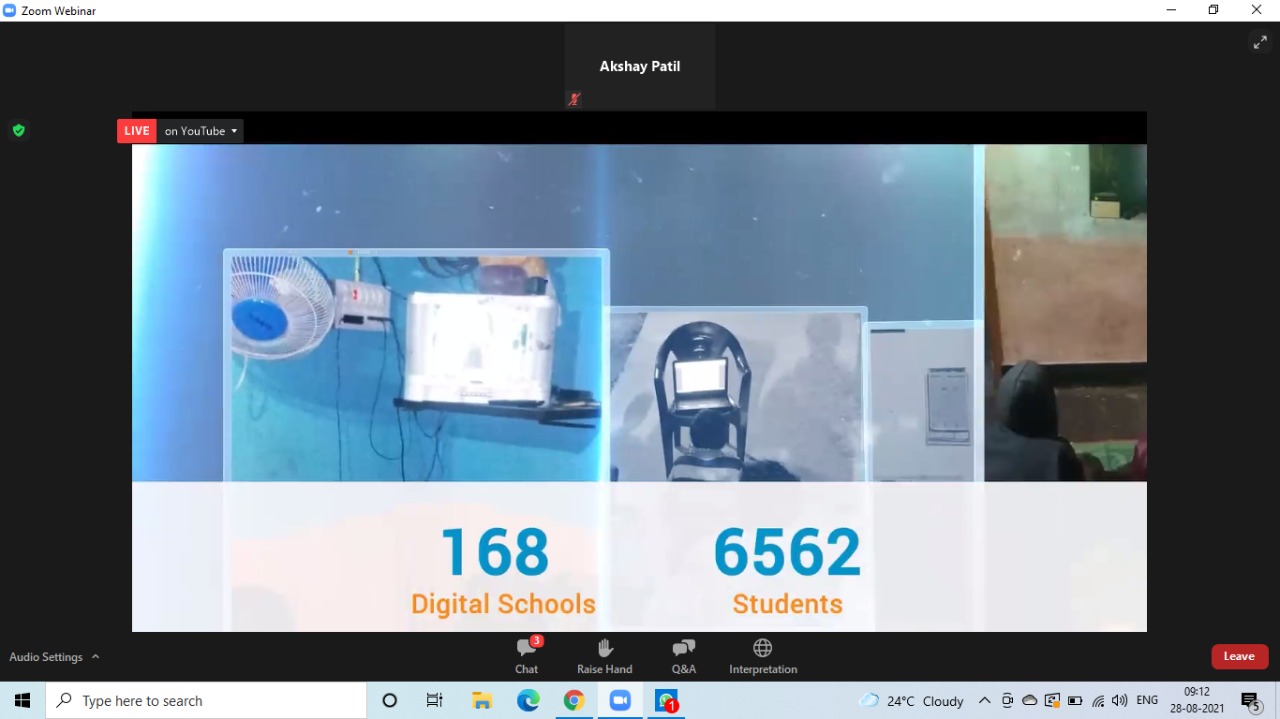 Zoom Webinar
Akshay Patil
LIVE on YouTube
168
Digital Schools
6562
Students
Audio Settings
3
Chat
Raise Hand
Q&A
Interpretation
Leave
Type here to search
1
24°C Cloudy
ENG
09:12
28-08-2021
5